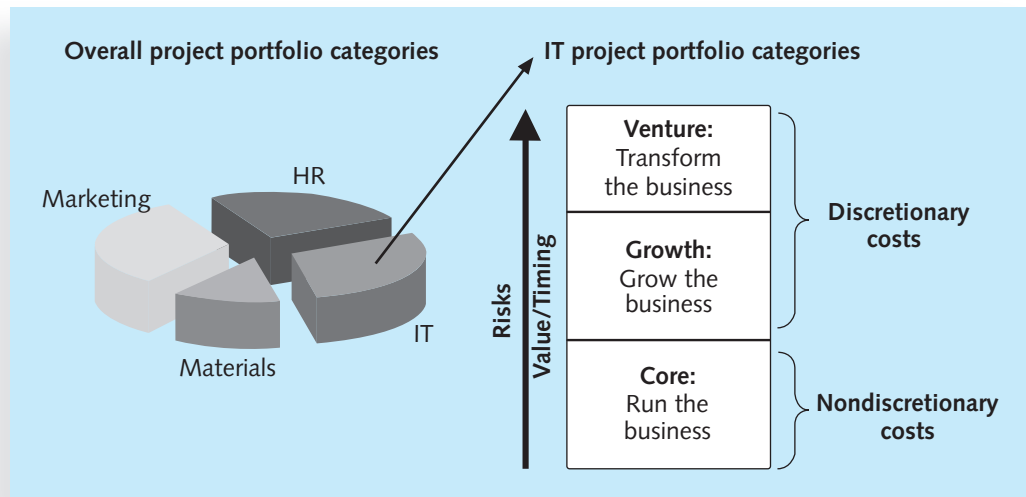 Overall project portfolio categories
IT project portfolio categories
Marketing
HR
Materials
IT
Risks
Value/Timing
Venture:
Transform
the business
Growth:
Grow the
business
Core:
Run the
business
Discretionary
costs
Nondiscretionary
costs